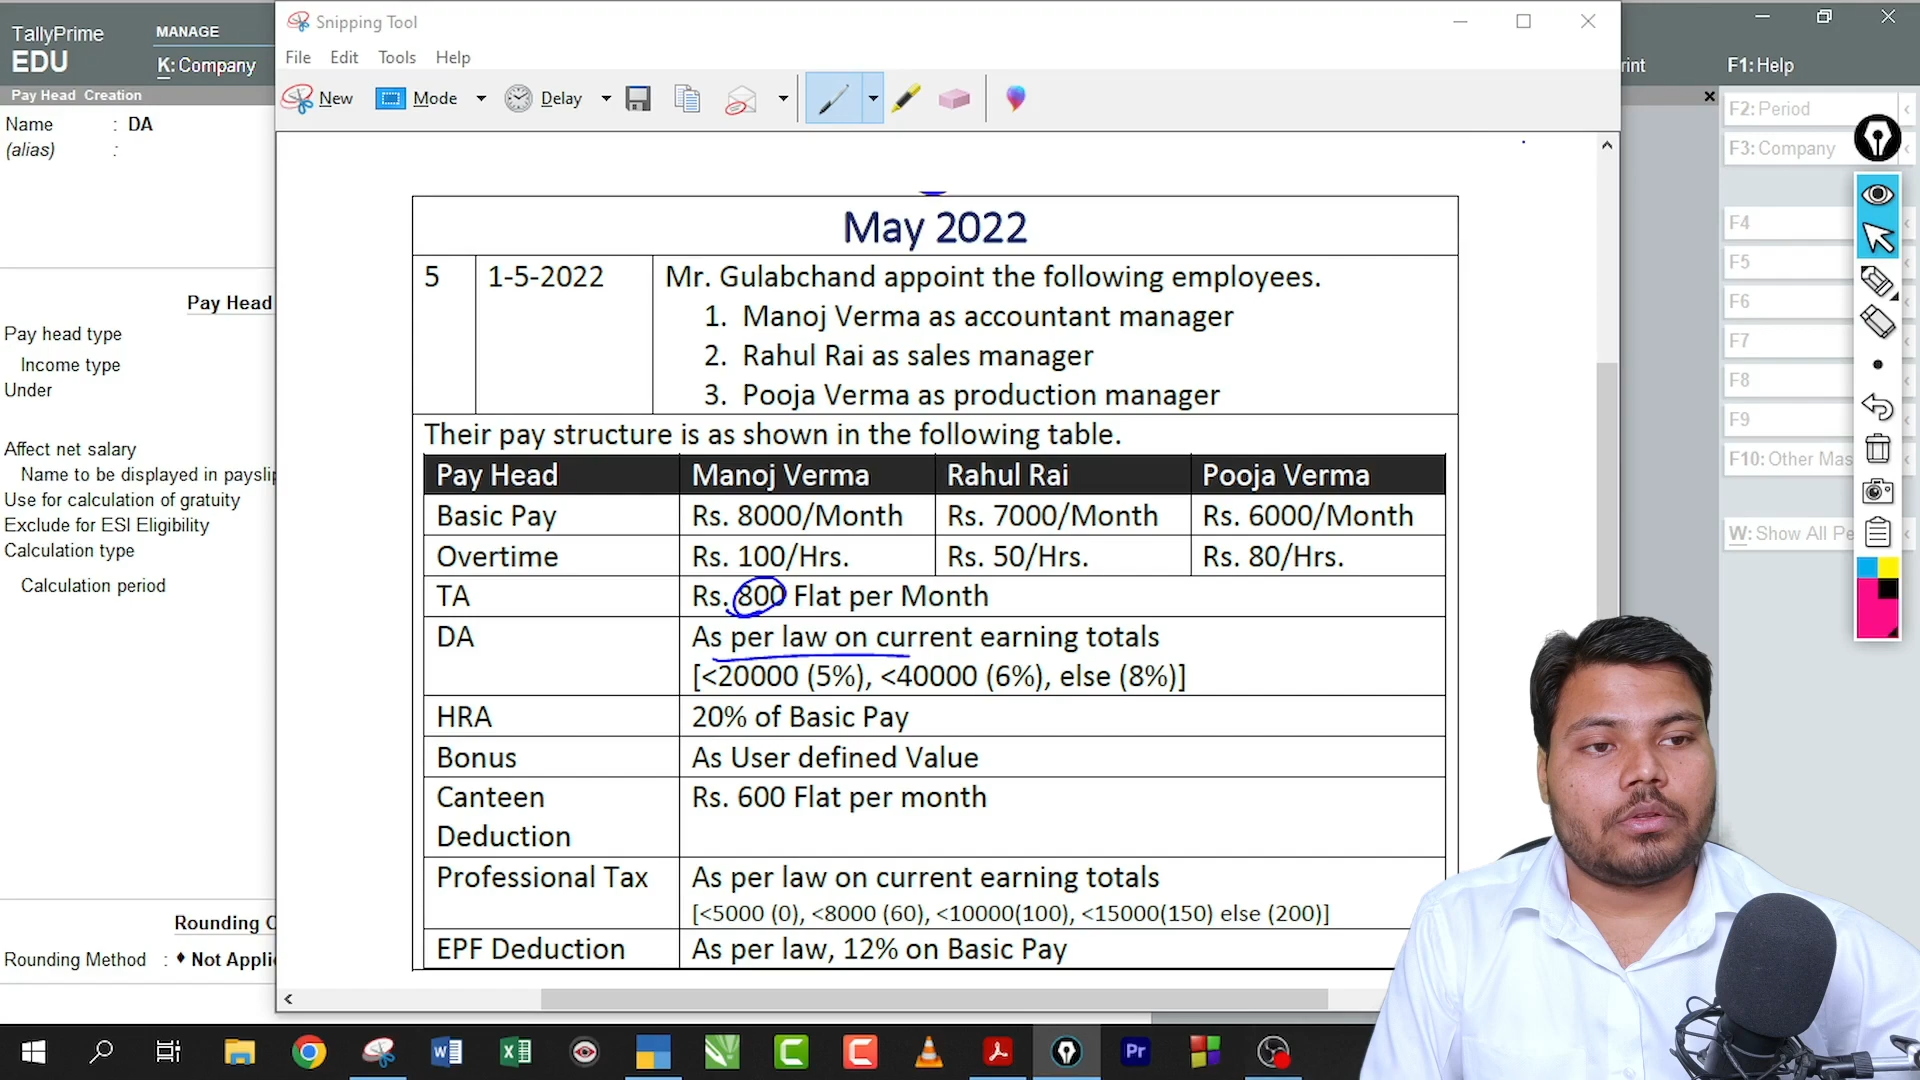 TallyPrime
EDU
MANAGE
K: Company
Pay Head Creation
Name : DA
(alias) :
Pay Head
Pay head type
Income type
Under
Affect net salary
Name to be displayed in payslip
Use for calculation of gratuity
Exclude for ESI Eligibility
Calculation type
Calculation period
Rounding Method : ♦ Not Appli
Snipping Tool
File Edit Tools Help
New Mode Delay
May 2022
5 1-5-2022 Mr. Gulabchand appoint the following employees.
1. Manoj Verma as accountant manager
2. Rahul Rai as sales manager
3. Pooja Verma as production manager
Their pay structure is as shown in the following table.
Pay Head Manoj Verma Rahul Rai Pooja Verma
Basic Pay Rs. 8000/Month Rs. 7000/Month Rs. 6000/Month
Overtime Rs. 100/Hrs. Rs. 50/Hrs. Rs. 80/Hrs.
TA Rs. 800 Flat per Month
DA As per law on current earning totals
[<20000 (5%), <40000 (6%), else (8%)]
HRA 20% of Basic Pay
Bonus As User defined Value
Canteen Rs. 600 Flat per month
Deduction
Professional Tax As per law on current earning totals
[<5000 (0), <8000 (60), <10000(100), <15000(150) else (200)]
EPF Deduction As per law, 12% on Basic Pay
rint F1: Help
F2: Period
F3: Company
F4
F5
F6
F7
F8
F9
F10: Other Mas
W: Show All Pe
Pr